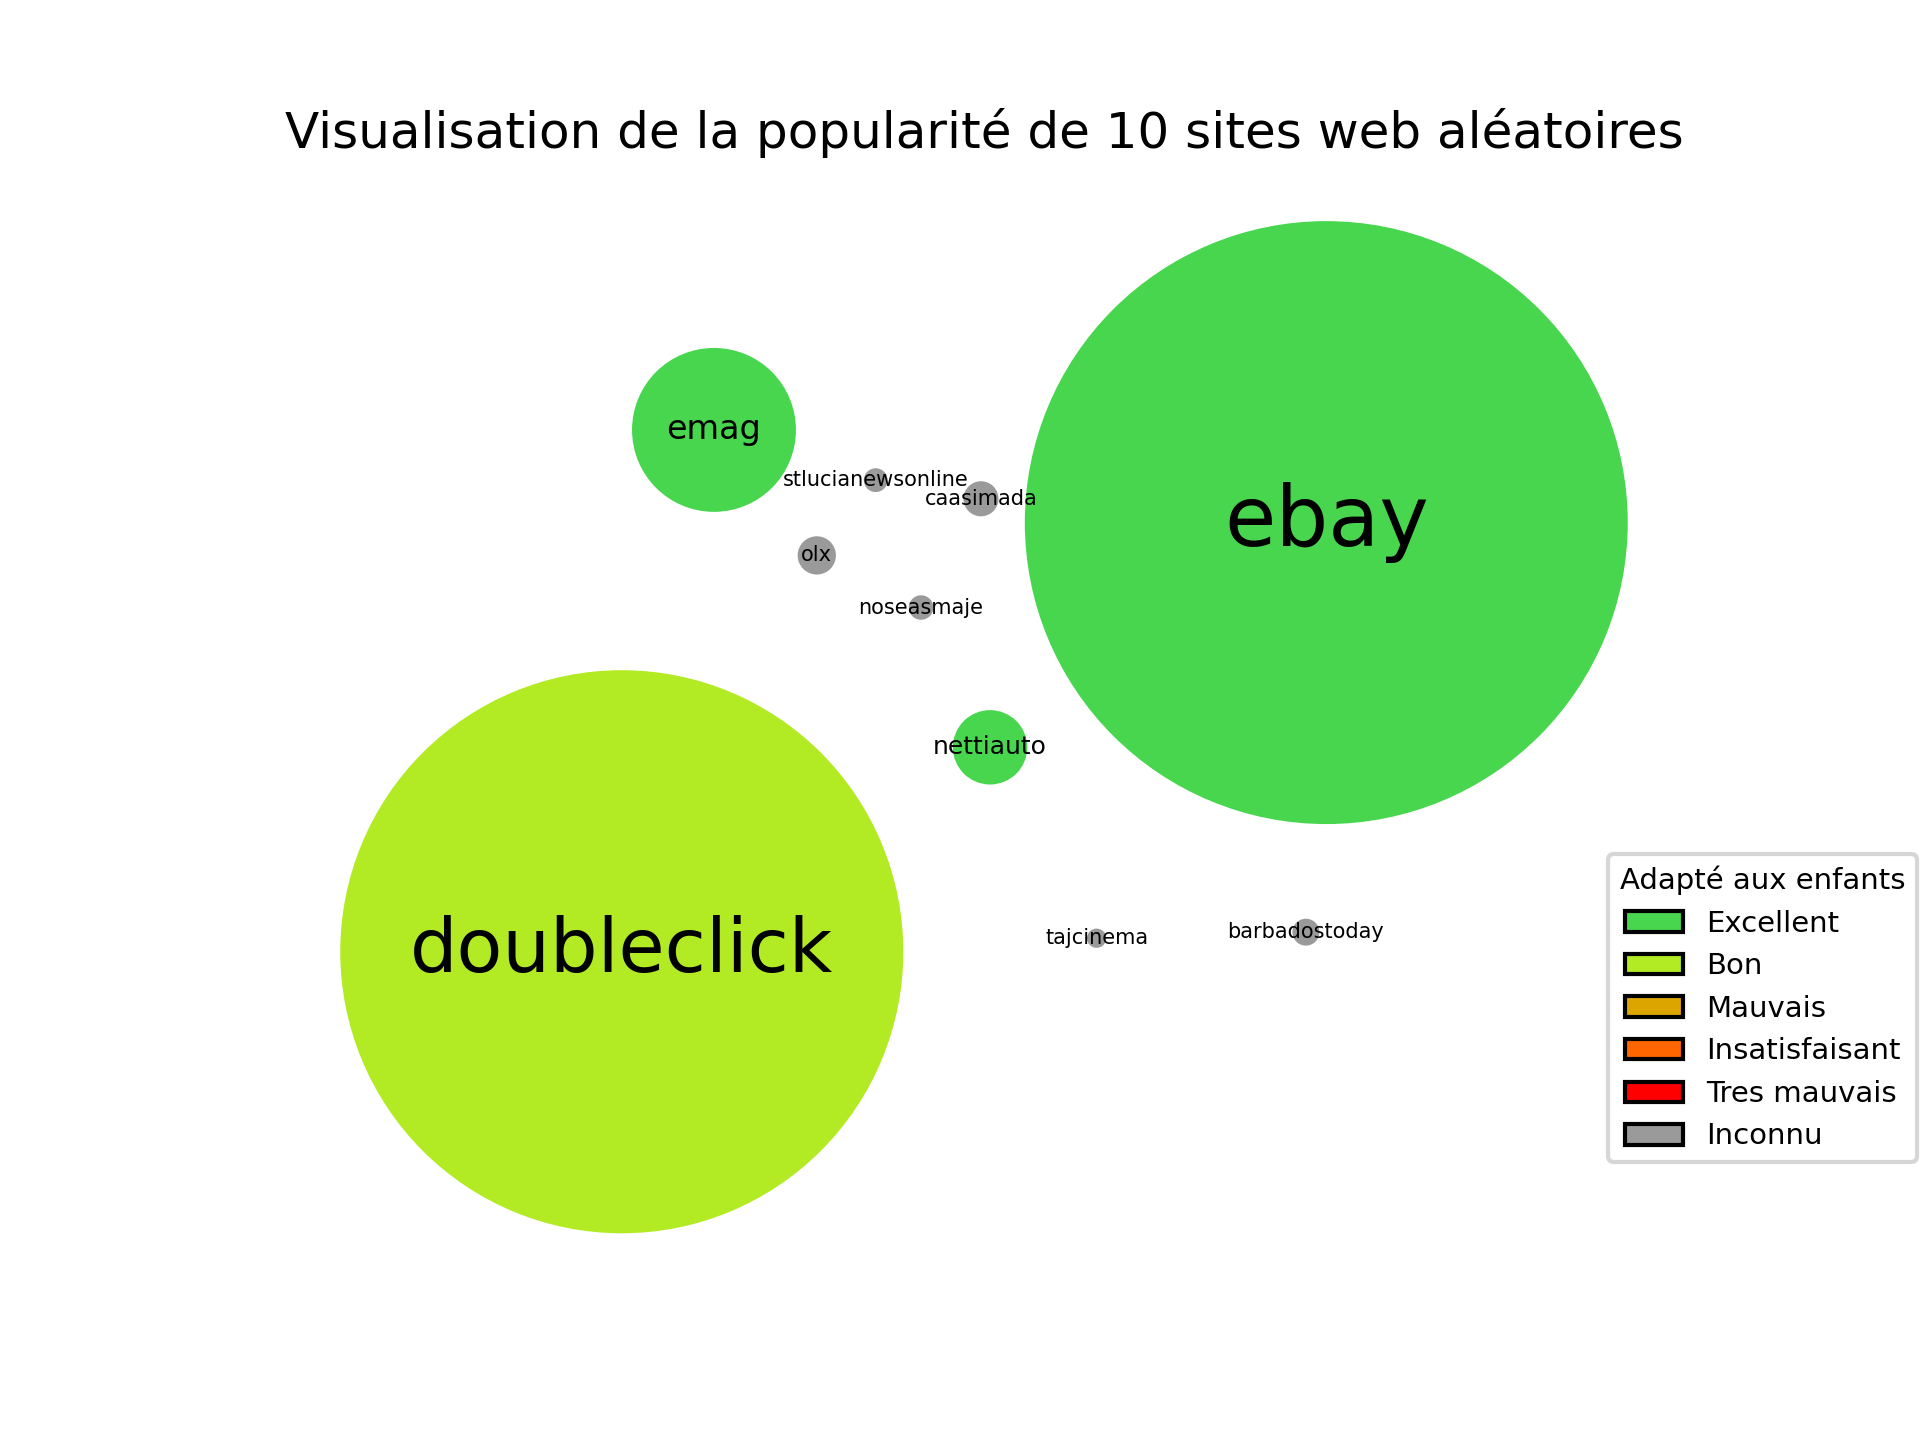 Visualisation de la popularité de 10 sites web aléatoires
emag
stlucianewsonline
caasimada
ebay
olx
noseasmaje
nettiauto
doubleclick
tajcinema
barbadostoday
Adapté aux enfants
Excellent
Bon
Mauvais
Insatisfaisant
Tres mauvais
Inconnu